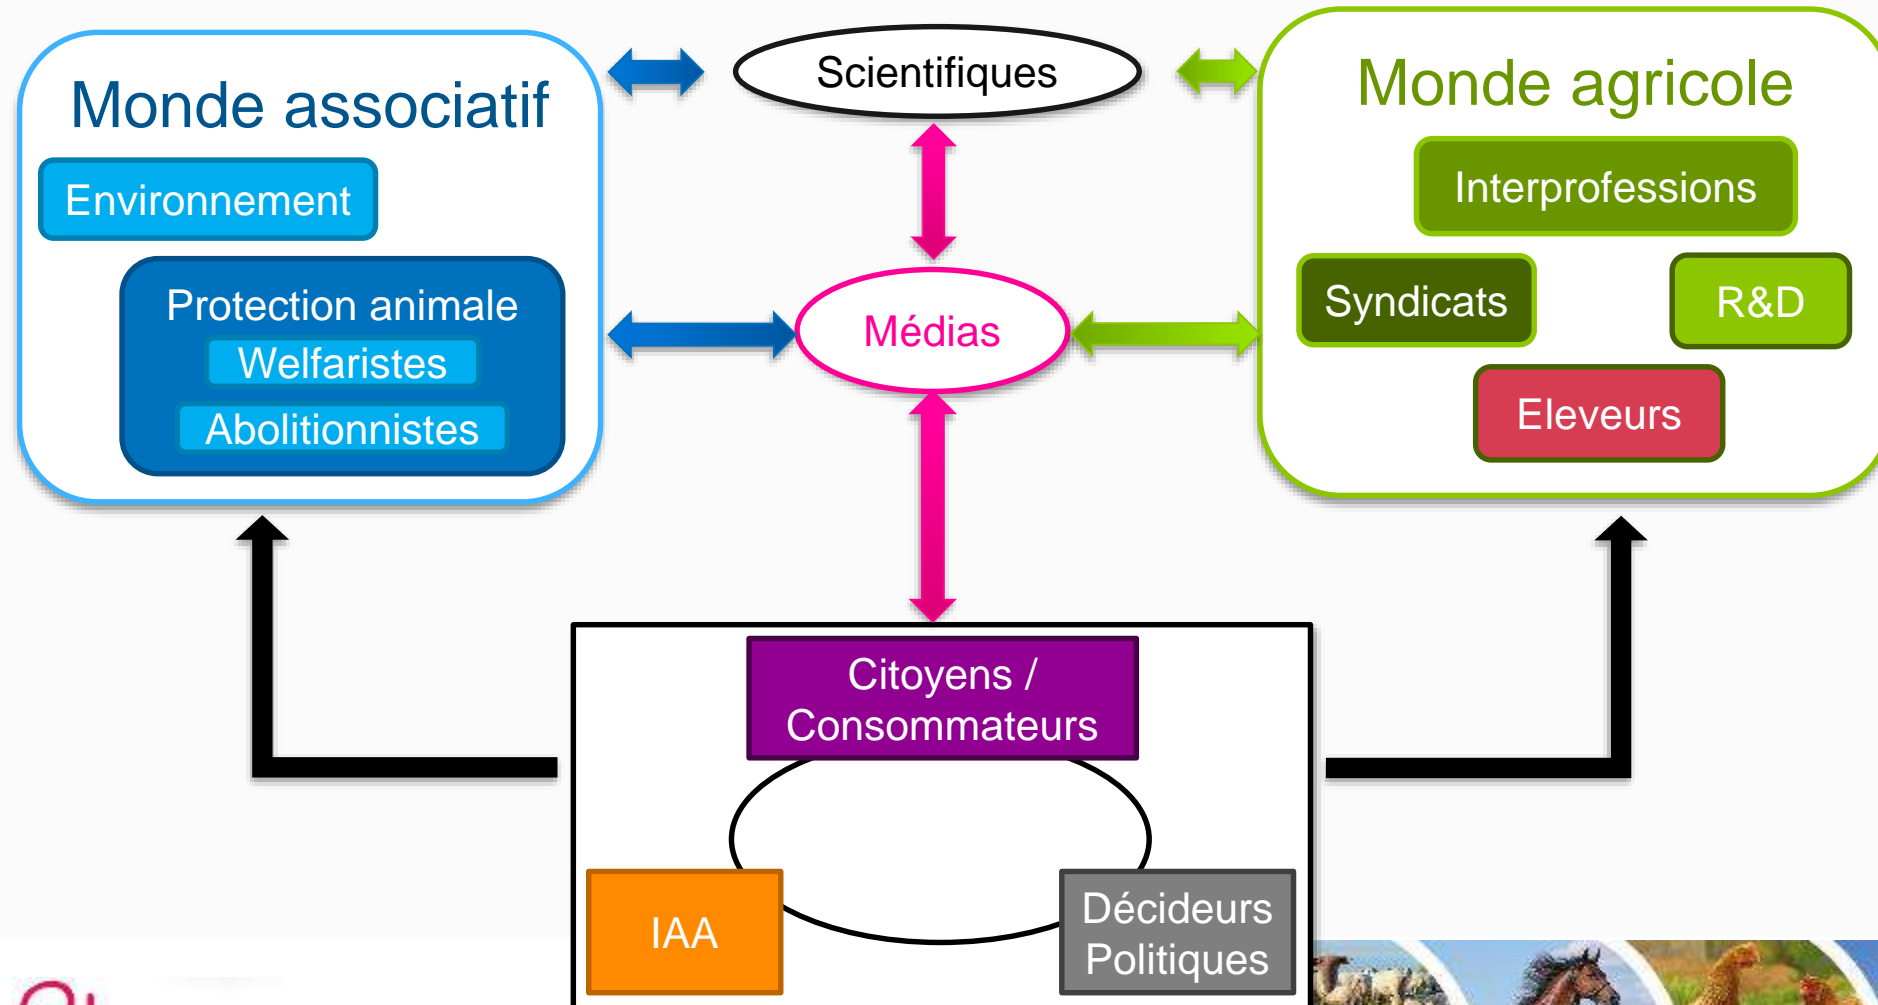 Scientifiques
Monde associatif
Environnement
Protection animale
Welfaristes
Abolitionnistes
Médias
Monde agricole
Interprofessions
Syndicats
R&D
Eleveurs
Citoyens /
Consommateurs
IAA
Décideurs
Politiques